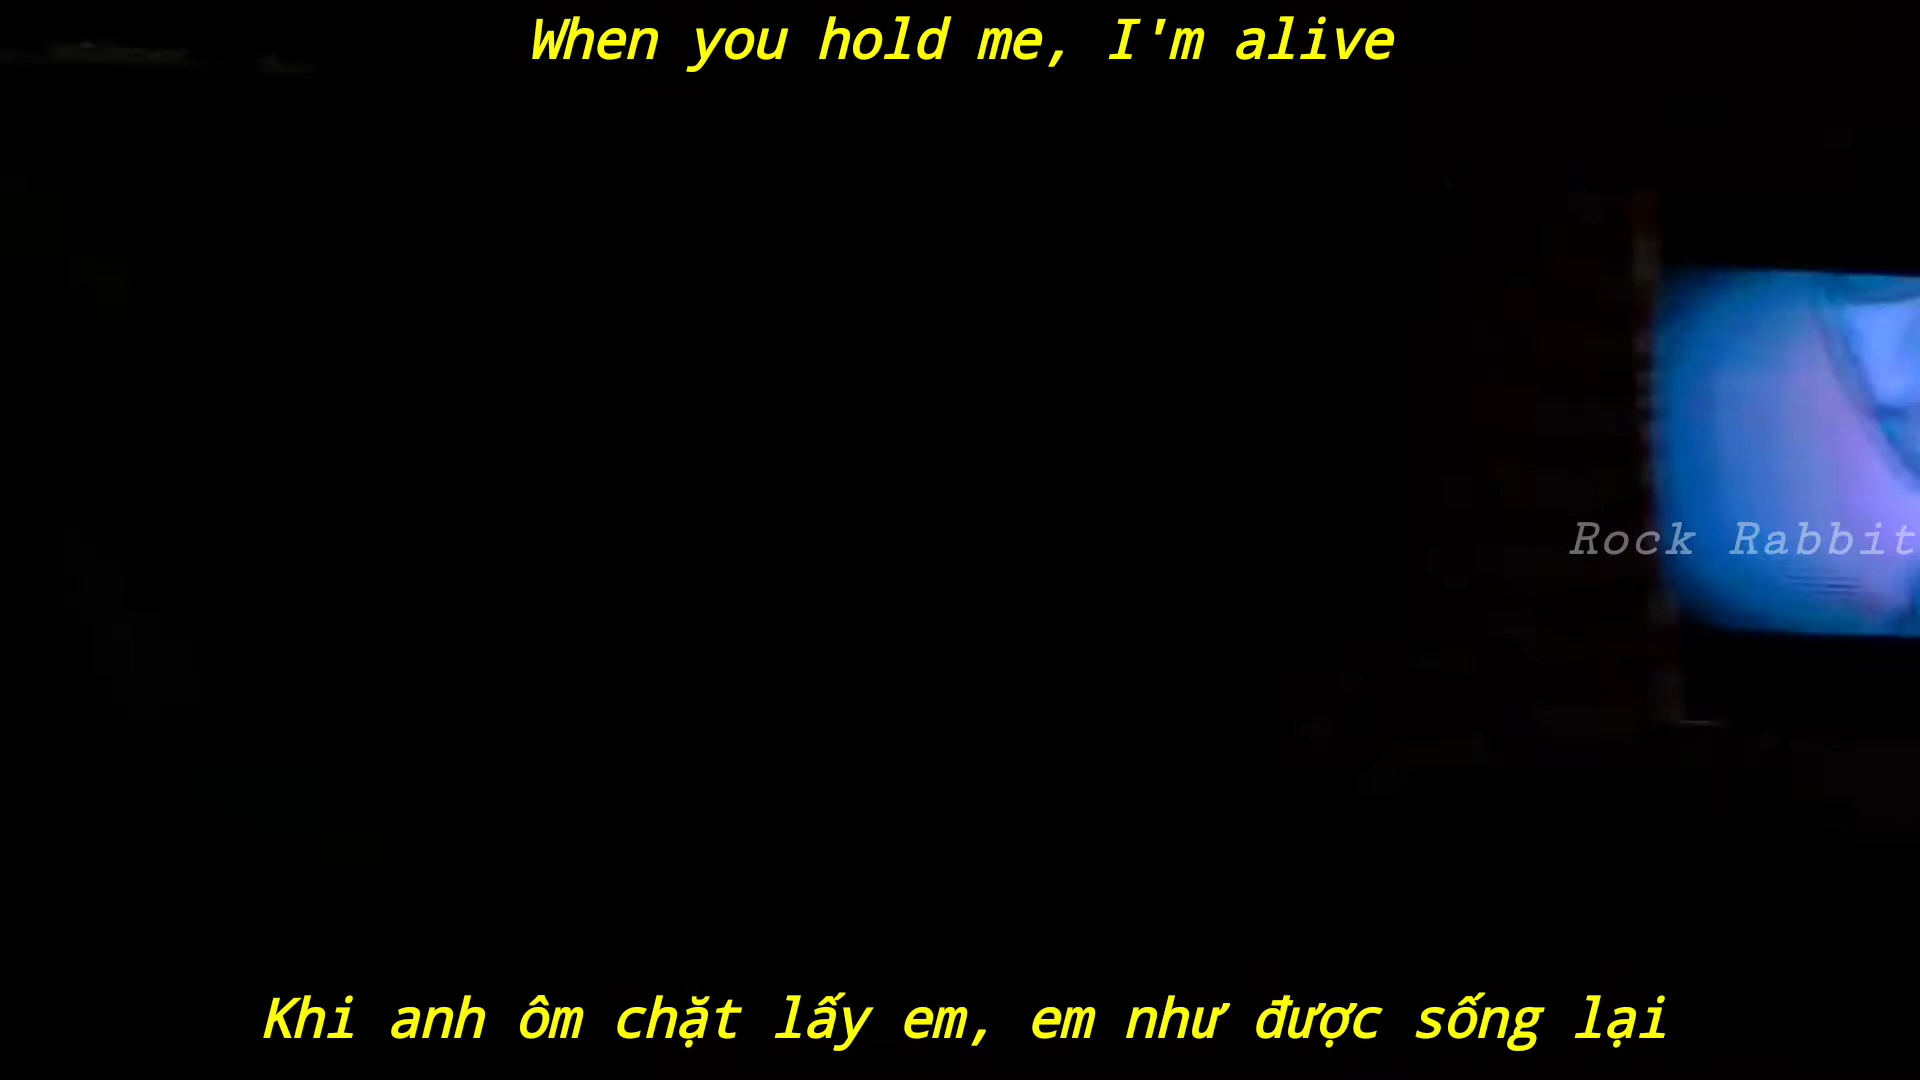 When you hold me, I'm alive
Rock Rabbit
Khi anh ôm chặt lấy em, em như được sống lại